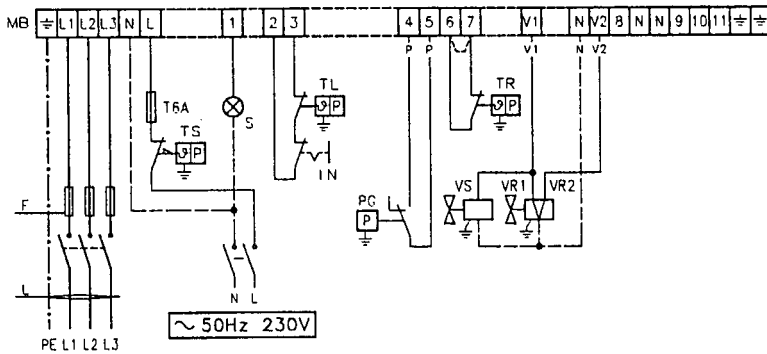 MB ⏚ L1 L2 L3 N L 1 2 3 4 5 6 7 V1 N V2 8 N N 9 10 11 ⏚ ⏚
P P V1 N V2
T6A
TS
ϑ P
S
TL
ϑ P
IN
TR
ϑ P
PG
P
VS VR1 VR2
F
L
N L
∼ 50Hz 230V
PE L1 L2 L3